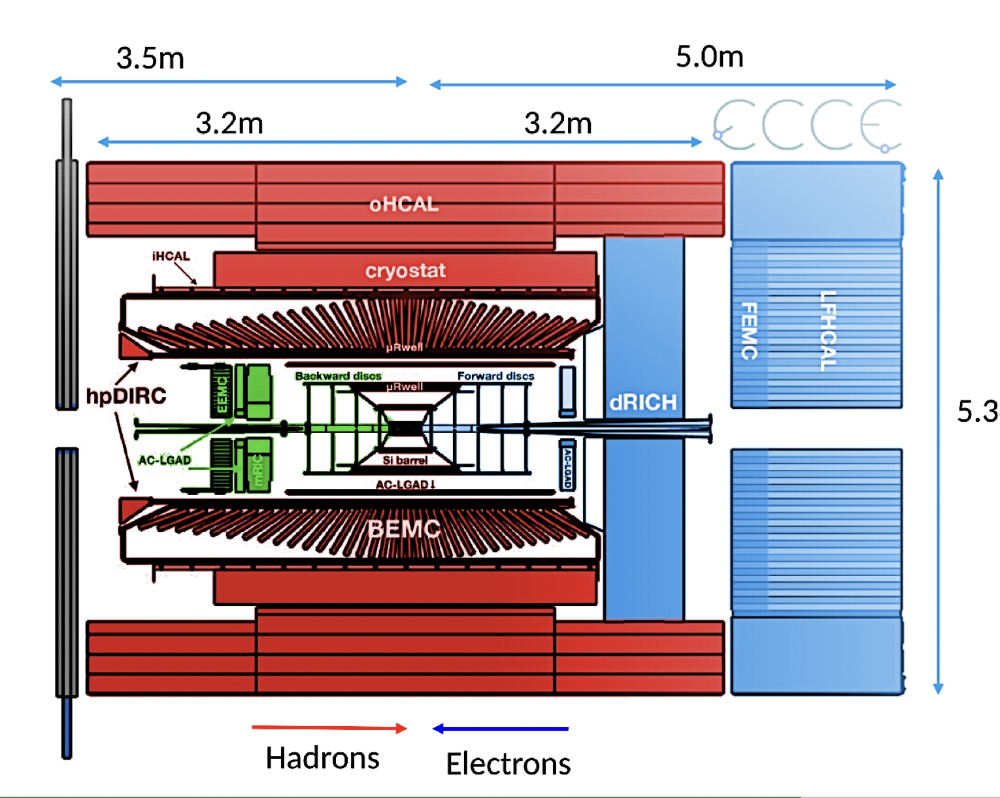 3.5m
5.0m
3.2m
3.2m
ECCE
oHCAL
iHCAL
cryostat
μRwell
Backward discs
Forward discs
μRwell
EEMC
hpDIRC
dRICH
FEMC
LFHCAL
5.3
AC-LGAD
mRIC
Si barrel
AC-LGAD
AC-LGAD↓
BEMC
Hadrons
Electrons